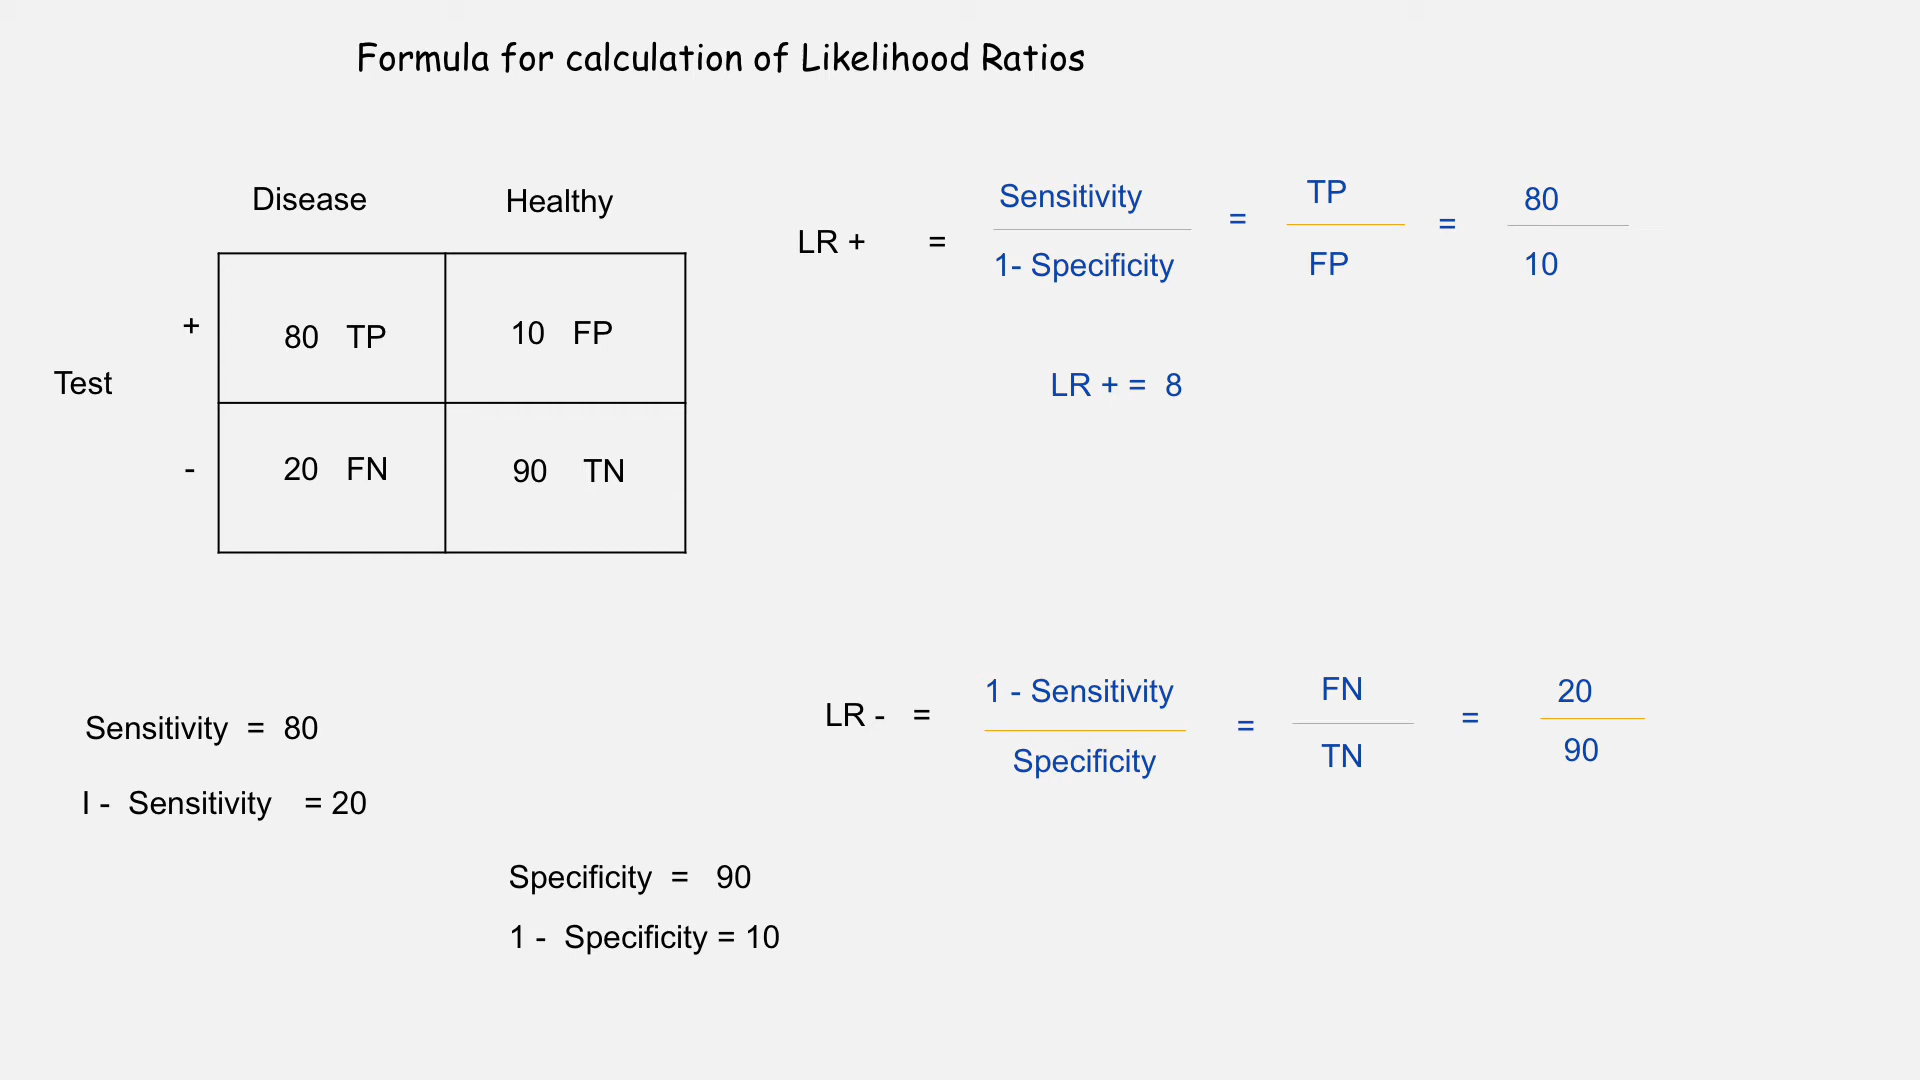 Formula for calculation of Likelihood Ratios
Disease Healthy
Test
+ 80 TP 10 FP
- 20 FN 90 TN
LR + = Sensitivity = TP = 80
1- Specificity FP 10
LR + = 8
Sensitivity = 80
I - Sensitivity = 20
Specificity = 90
1 - Specificity = 10
LR - = 1 - Sensitivity = FN = 20
Specificity TN 90